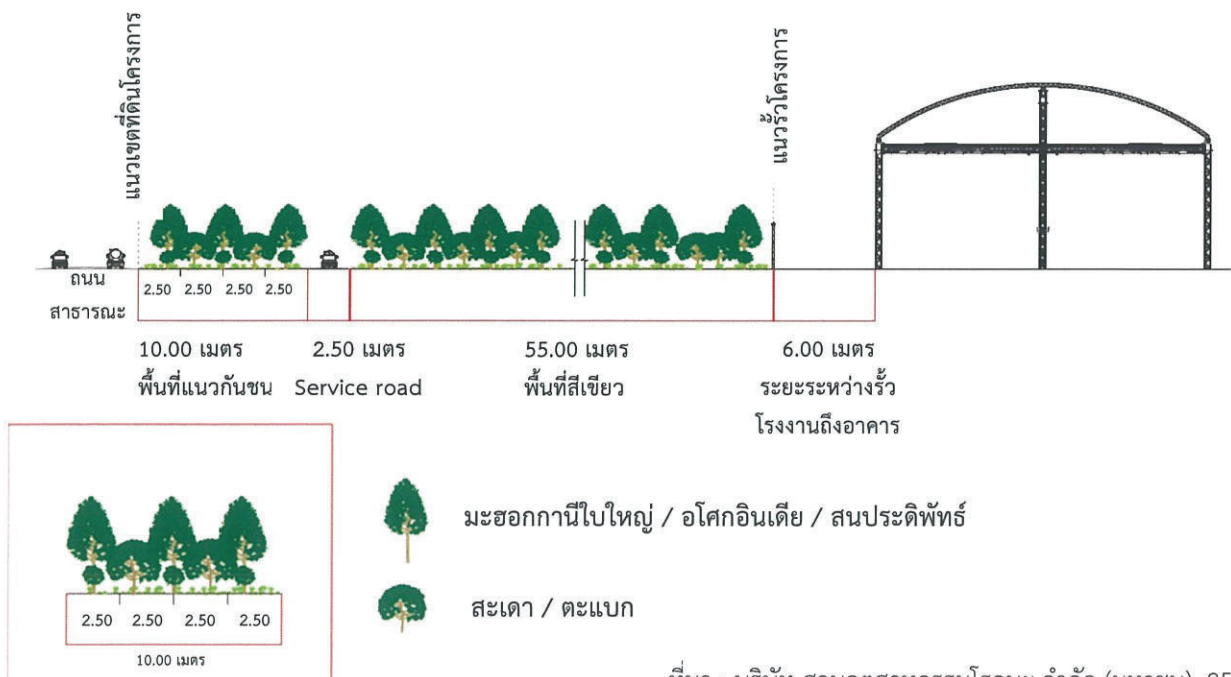 แนวเขตที่ดินโครงการ
แนวรั้วโครงการ
ถนน
สาธารณะ
2.50 2.50 2.50 2.50
10.00 เมตร
พื้นที่แนวกันชน
2.50 เมตร
Service road
55.00 เมตร
พื้นที่สีเขียว
6.00 เมตร
ระยะระหว่างรั้ว
โรงงานถึงอาคาร
2.50 2.50 2.50 2.50
10.00 เมตร
มะฮอกกานีใบใหญ่ / อโศกอินเดีย / สนประดิพัทธ์
สะเดา / ตะแบก